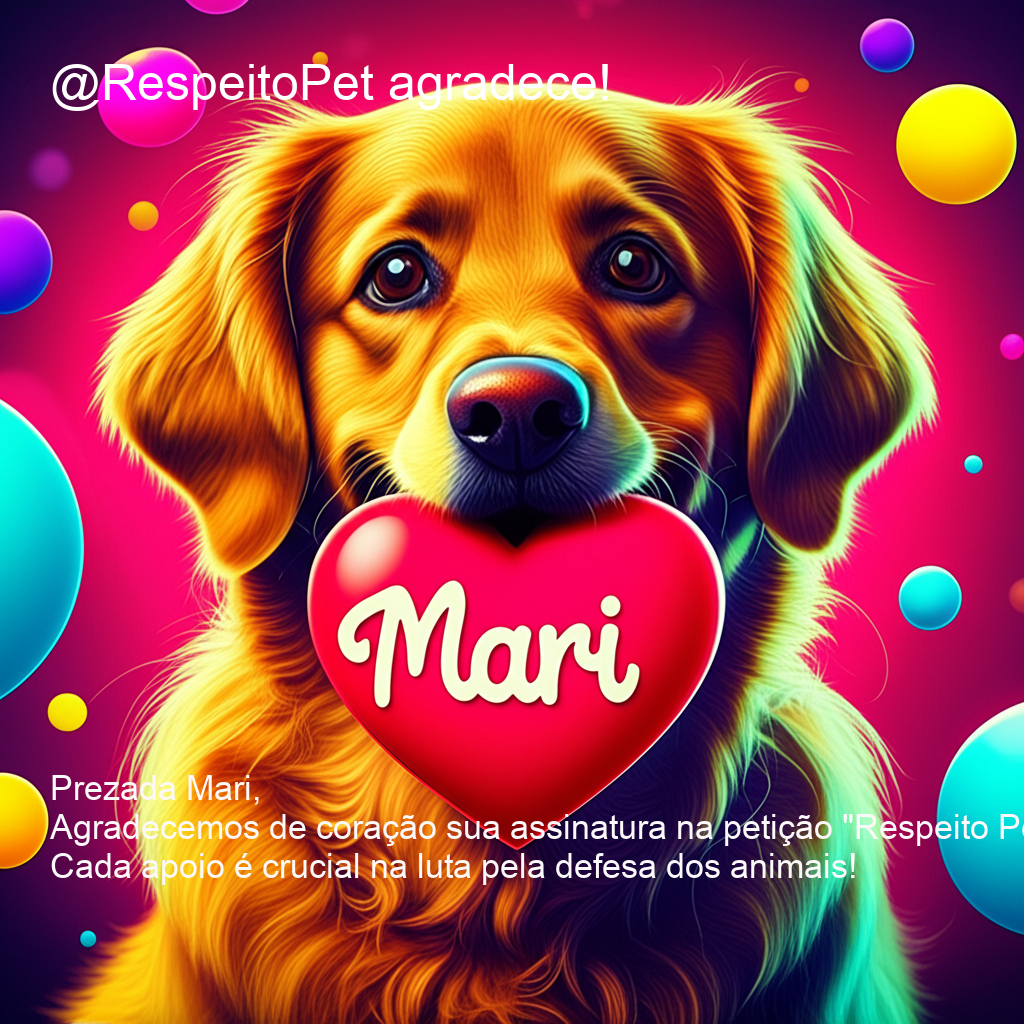 @RespeitoPet agradece!
Mari
Prezada Mari,
Agradecemos de coração sua assinatura na petição "Respeito
Cada apoio é crucial na luta pela defesa dos animais!